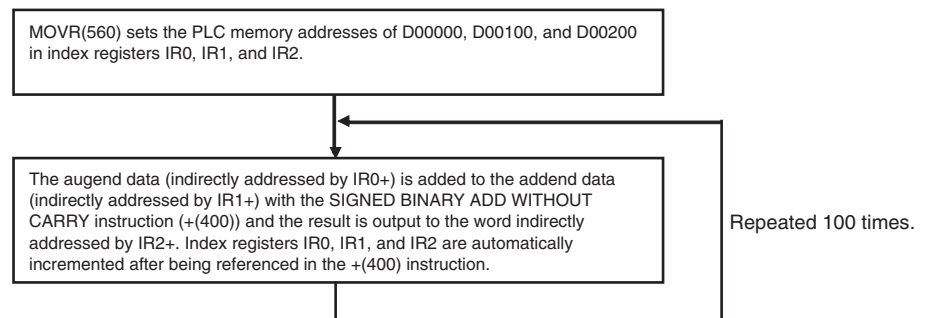 MOVR(560) sets the PLC memory addresses of D00000, D00100, and D00200
in index registers IR0, IR1, and IR2.
The augend data (indirectly addressed by IR0+) is added to the addend data
(indirectly addressed by IR1+) with the SIGNED BINARY ADD WITHOUT
CARRY instruction (+(400)) and the result is output to the word indirectly
addressed by IR2+. Index registers IR0, IR1, and IR2 are automatically
incremented after being referenced in the +(400) instruction.
Repeated 100 times.